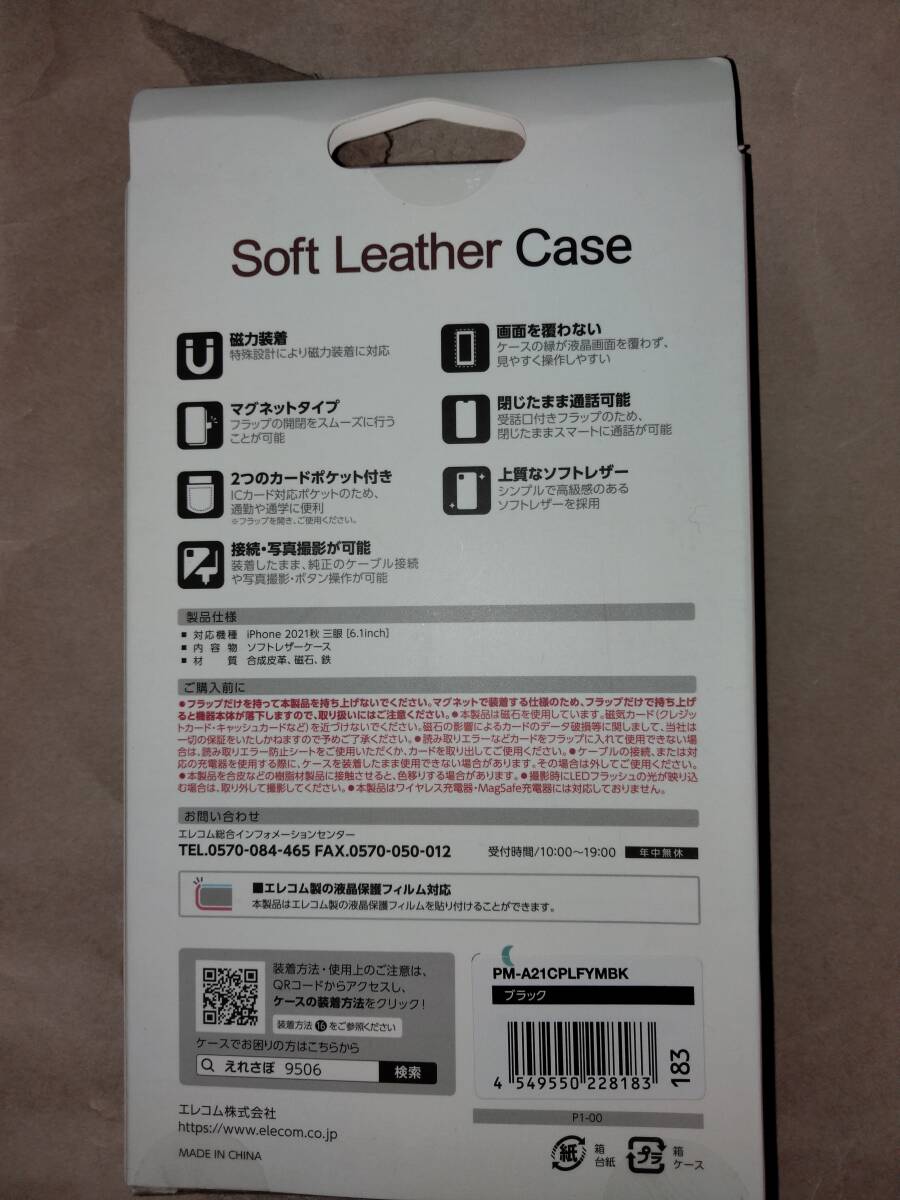 Soft Leather Case
磁力装着
特殊設計により磁力装着に対応
マグネットタイプ
フラップの開閉をスムーズに行う
ことが可能
2つのカードポケット付き
ICカード対応ポケットのため、
通勤や通学に便利
※フラップを開き、ご使用ください。
接続・写真撮影が可能
装着したまま、純正のケーブル接続
や写真撮影・ボタン操作が可能
画面を覆わない
ケースの縁が液晶画面を覆わず、
見やすく操作しやすい
閉じたまま通話可能
受話口付きフラップのため、
閉じたままスマートに通話が可能
上質なソフトレザー
シンプルで高級感のある
ソフトレザーを採用
製品仕様
■ 対応機種 iPhone 2021秋 三眼 [6.1inch]
■ 内容物 ソフトレザーケース
■ 材質 合成皮革、磁石、鉄
ご購入前に
●フラップだけを持って本製品を持ち上げないでください。マグネットで装着する仕様のため、フラップだけで持ち上げ
ると機器本体が落下しますので、取り扱いにはご注意ください。●本製品は磁石を使用しています。磁気カード(クレジッ
トカード・キャッシュカードなど)を近づけないでください。磁石の影響によるカードのデータ破損等に関しまして、当社は
一切の保証をいたしかねますので予めご了承ください。●読み取りエラーなどカードをフラップに入れて使用できない場合
は、読み取りエラー防止シートをご使用いただくか、カードを取り出してご使用ください。●ケーブルの接続、または対
応の充電器を使用する際に、ケースを装着したまま使用できない場合があります。その場合は外してご使用ください。
●本製品を合皮などの樹脂材製品に接触させると、色移りする場合があります。●撮影時にLEDフラッシュの光が映り込
む場合は、取り外して撮影してください。●本製品はワイヤレス充電器・MagSafe充電器には対応しておりません。
お問い合わせ
エレコム総合インフォメーションセンター
TEL.0570-084-465 FAX.0570-050-012 受付時間/10:00～19:00 年中無休
■エレコム製の液晶保護フィルム対応
本製品はエレコム製の液晶保護フィルムを貼り付けることができます。
装着方法・使用上のご注意は、
QRコードからアクセスし、
ケースの装着方法をクリック!
装着方法 16 をご参照ください
ケースでお困りの方はこちらから
えれさぽ 9506 検索
PM-A21CPLFYMBK
ブラック
4 549550 228183
183
P1-00
エレコム株式会社
https://www.elecom.co.jp
MADE IN CHINA
紙 箱
台紙
プラ 箱
ケース